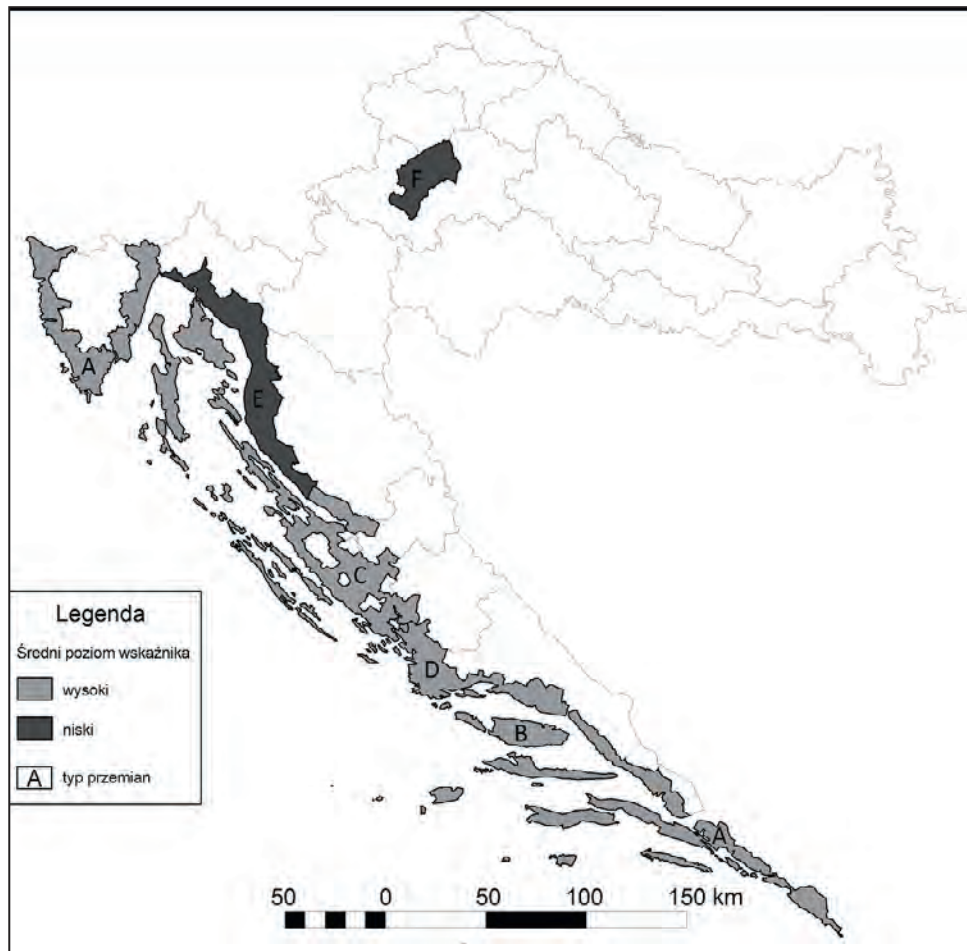 F
A
E
C
D
B
A
Legenda
Średni poziom wskaźnika
wysoki
niski
A typ przemian
50 0 50 100 150 km